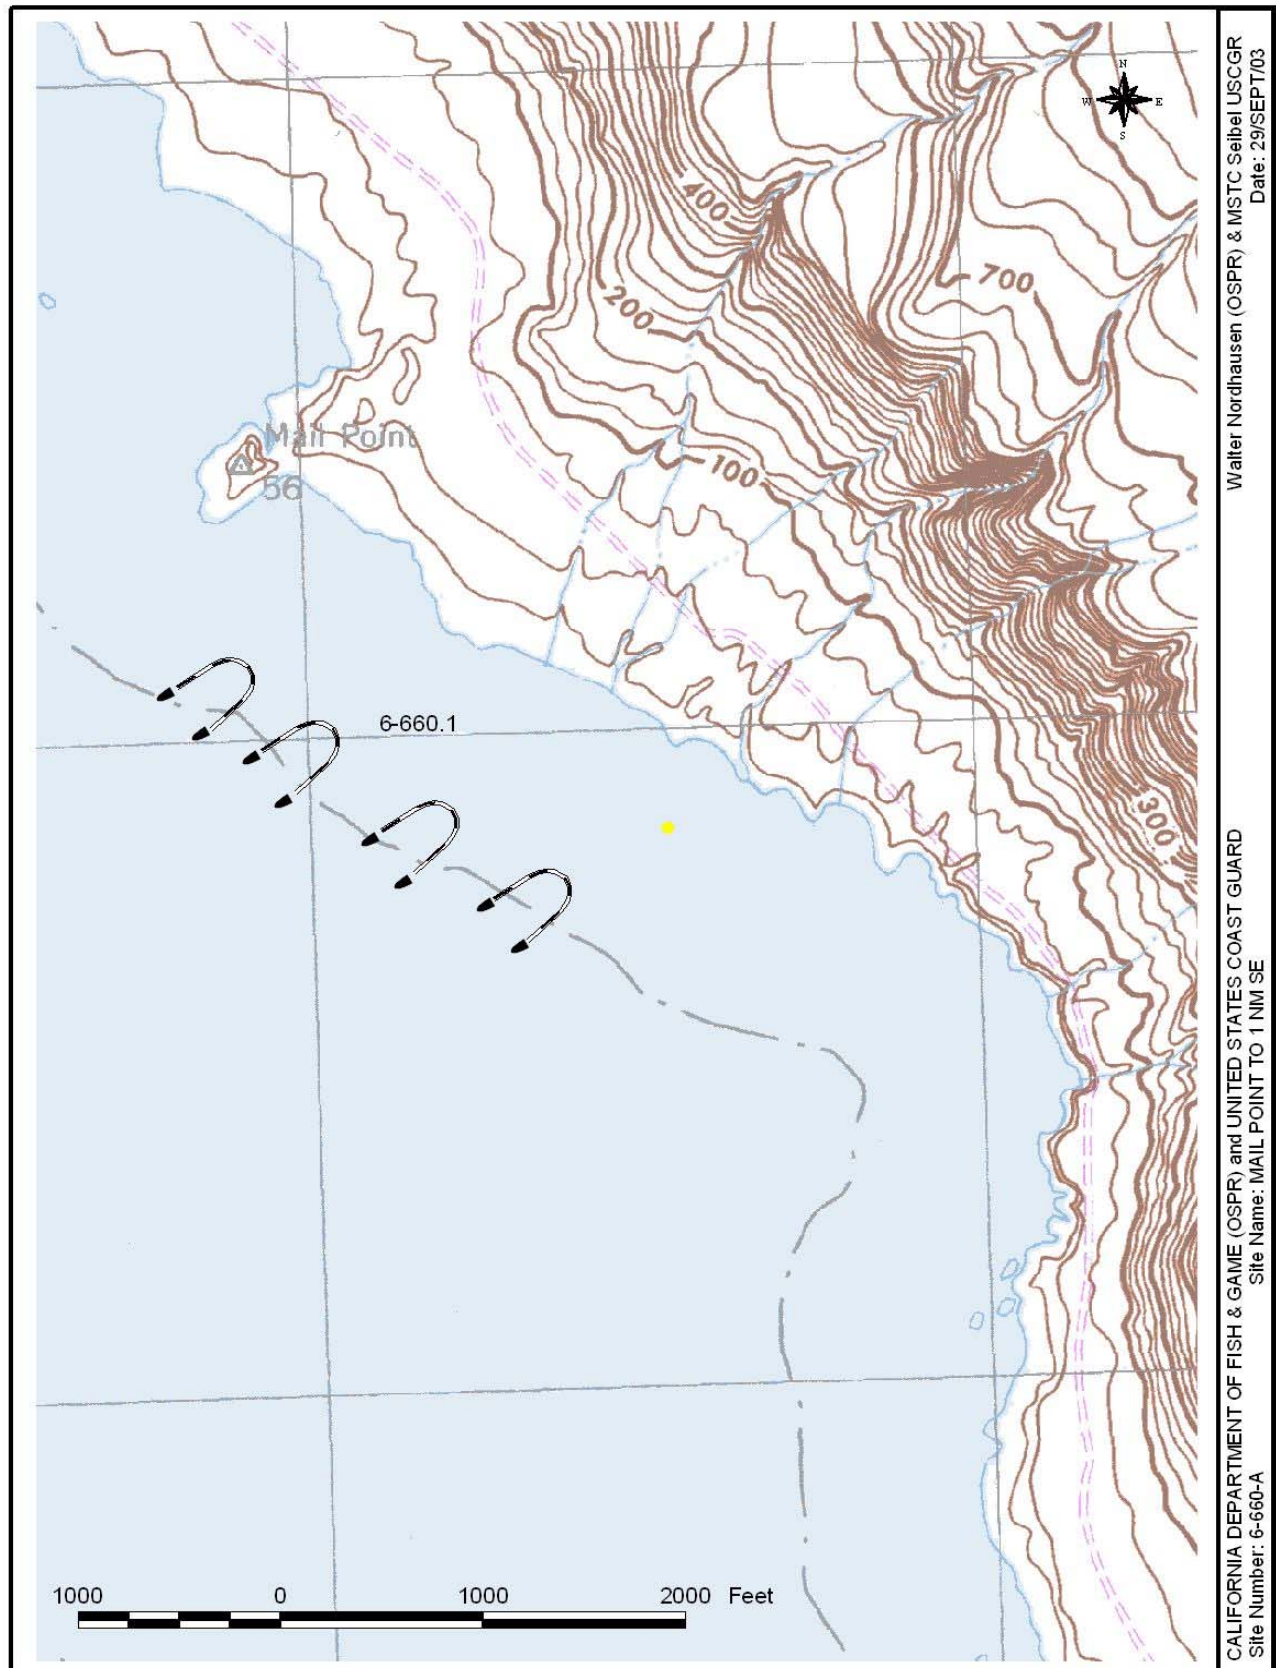 N
W E
S
400
700
200
Mail Point
56
100
6-660.1
300
1000 0 1000 2000 Feet
CALIFORNIA DEPARTMENT OF FISH & GAME (OSPR) and UNITED STATES COAST GUARD
Walter Nordhausen (OSPR) & MSTC Seibel USCGR
Site Number: 6-660-A
Site Name: MAIL POINT TO 1 NM SE
Date: 29/SEPT/03